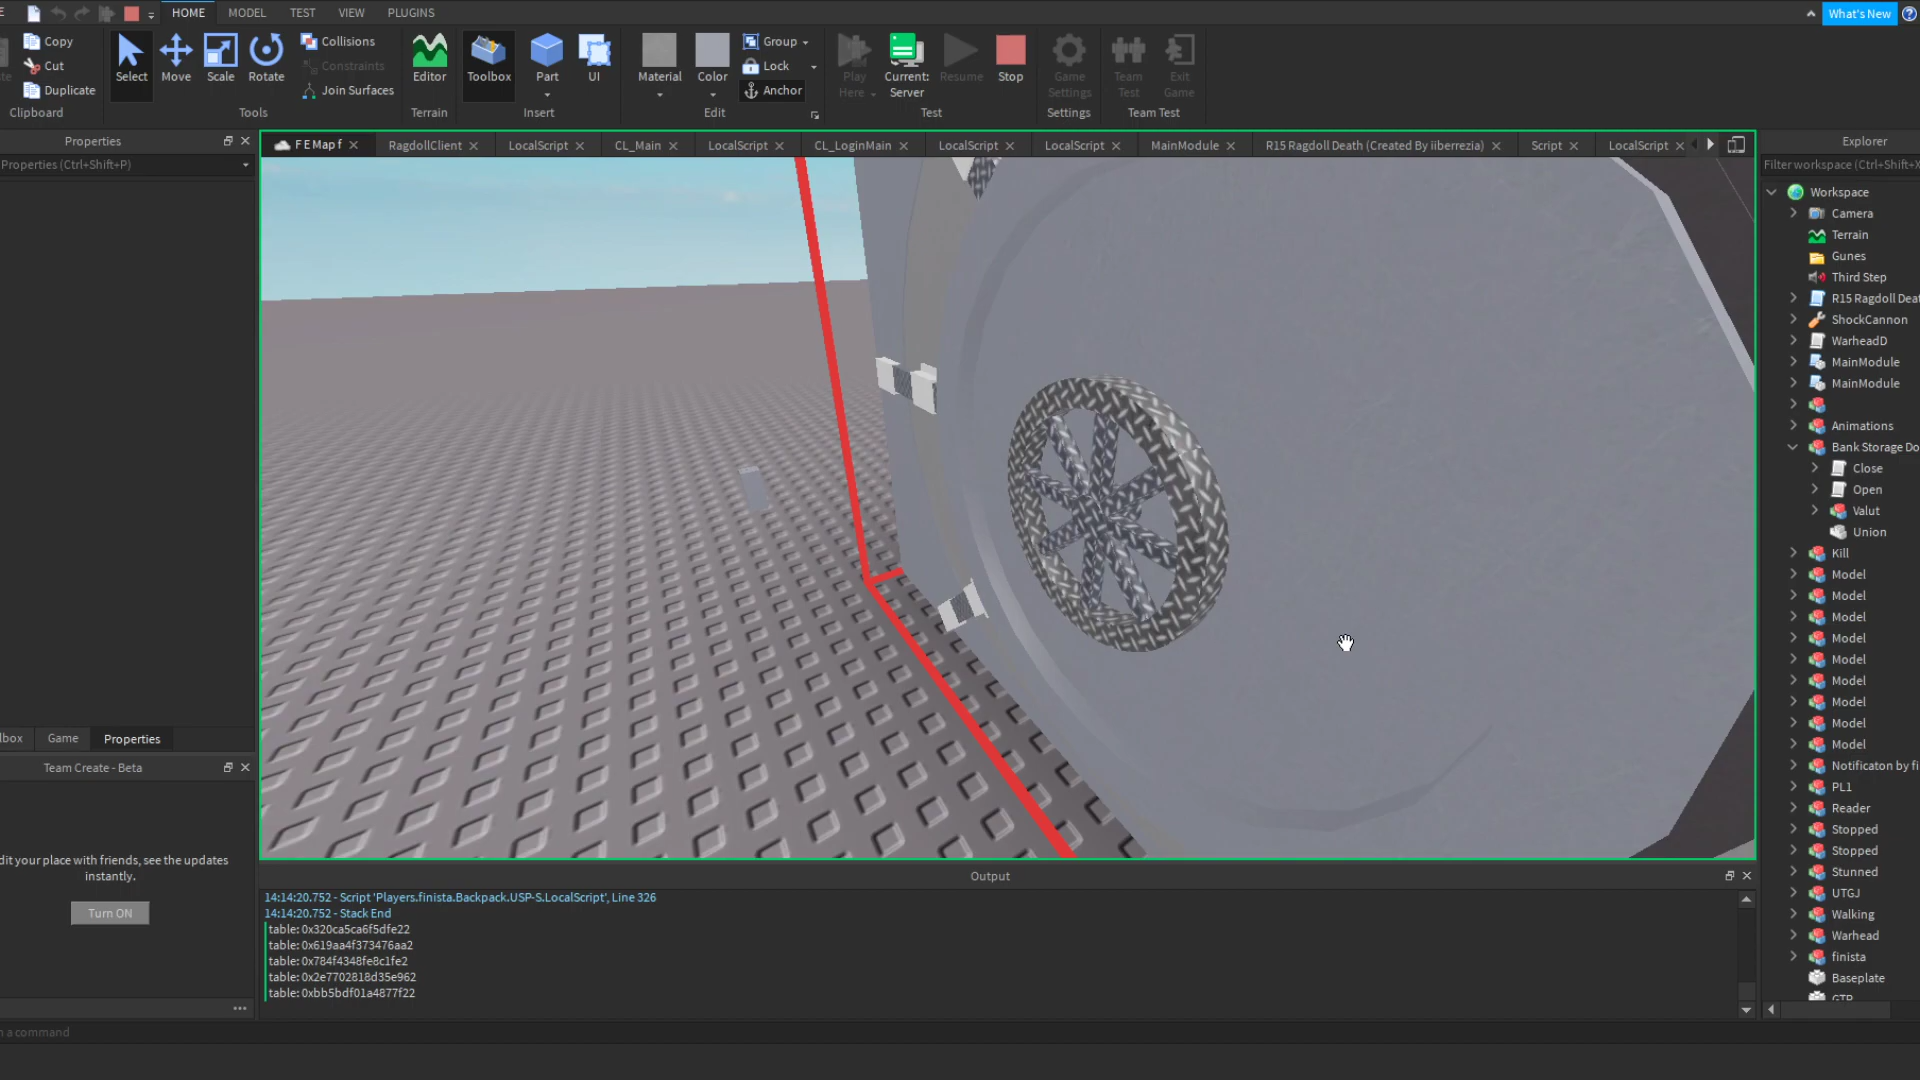 HOME MODEL TEST VIEW PLUGINS What's New
Copy
Cut
Duplicate
Clipboard
Select Move Scale Rotate
Collisions
Constraints
Join Surfaces
Tools
Editor
Terrain
Toolbox Part UI
Insert
Material Color
Group
Lock
Anchor
Edit
Play Here
Current: Server
Resume Stop
Test
Game Settings
Settings
Team Test
Exit Game
Team Test
Properties
Properties (Ctrl+Shift+P)
F E Map f RagdollClient LocalScript CL_Main LocalScript CL_LoginMain LocalScript LocalScript MainModule R15 Ragdoll Death (Created By iiberrezia) Script LocalScript
Explorer
Filter workspace (Ctrl+Shift+X
Workspace
Camera
Terrain
Gunes
Third Step
R15 Ragdoll Deat
ShockCannon
WarheadD
MainModule
MainModule
Animations
Bank Storage Do
Close
Open
Valut
Union
Kill
Model
Model
Model
Model
Model
Model
Model
Model
Model
Notificaton by fi
PL1
Reader
Stopped
Stopped
Stunned
UTGJ
Walking
Warhead
finista
Baseplate
GTP
lbox Game Properties
Team Create - Beta
dit your place with friends, see the updates
instantly.
Turn ON
Output
14:14:20.752 - Script 'Players.finista.Backpack.USP-S.LocalScript', Line 326
14:14:20.752 - Stack End
table: 0x320ca5ca6f5dfe22
table: 0x619aa4f373476aa2
table: 0x784f4348fe8c1fe2
table: 0x2e7702818d35e962
table: 0xbb5bdf01a4877f22
n a command